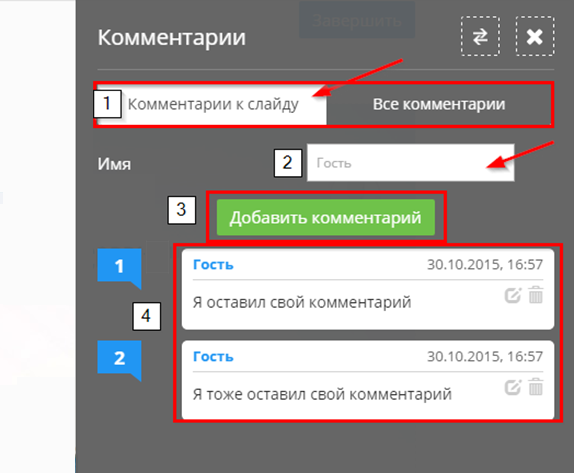 Завершить
Комментарии
1 Комментарии к слайду Все комментарии
Имя 2 Гость
3 Добавить комментарий
1 Гость 30.10.2015, 16:57
Я оставил свой комментарий
4
2 Гость 30.10.2015, 16:57
Я тоже оставил свой комментарий